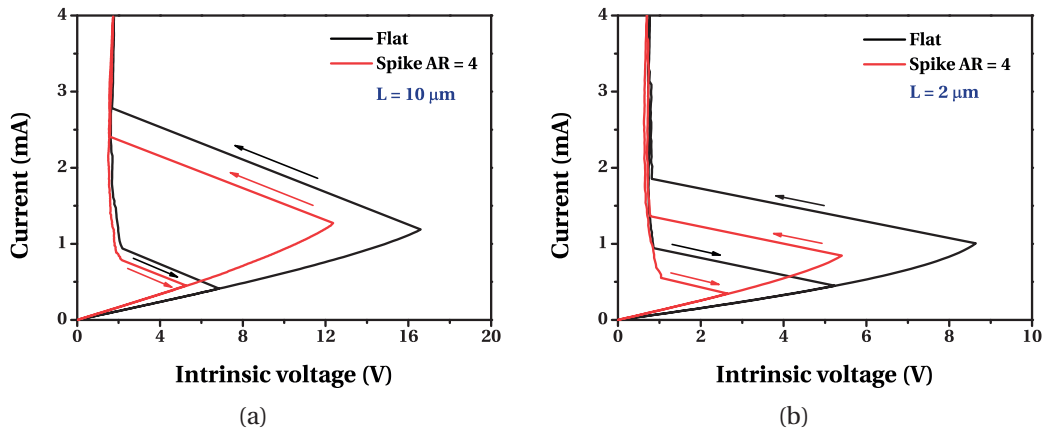 4
3
2
1
0
0
4
8
12
16
20
Current (mA)
Intrinsic voltage (V)
Flat
Spike AR = 4
L = 10 μm
(a)
4
3
2
1
0
0
2
4
6
8
10
Current (mA)
Intrinsic voltage (V)
Flat
Spike AR = 4
L = 2 μm
(b)